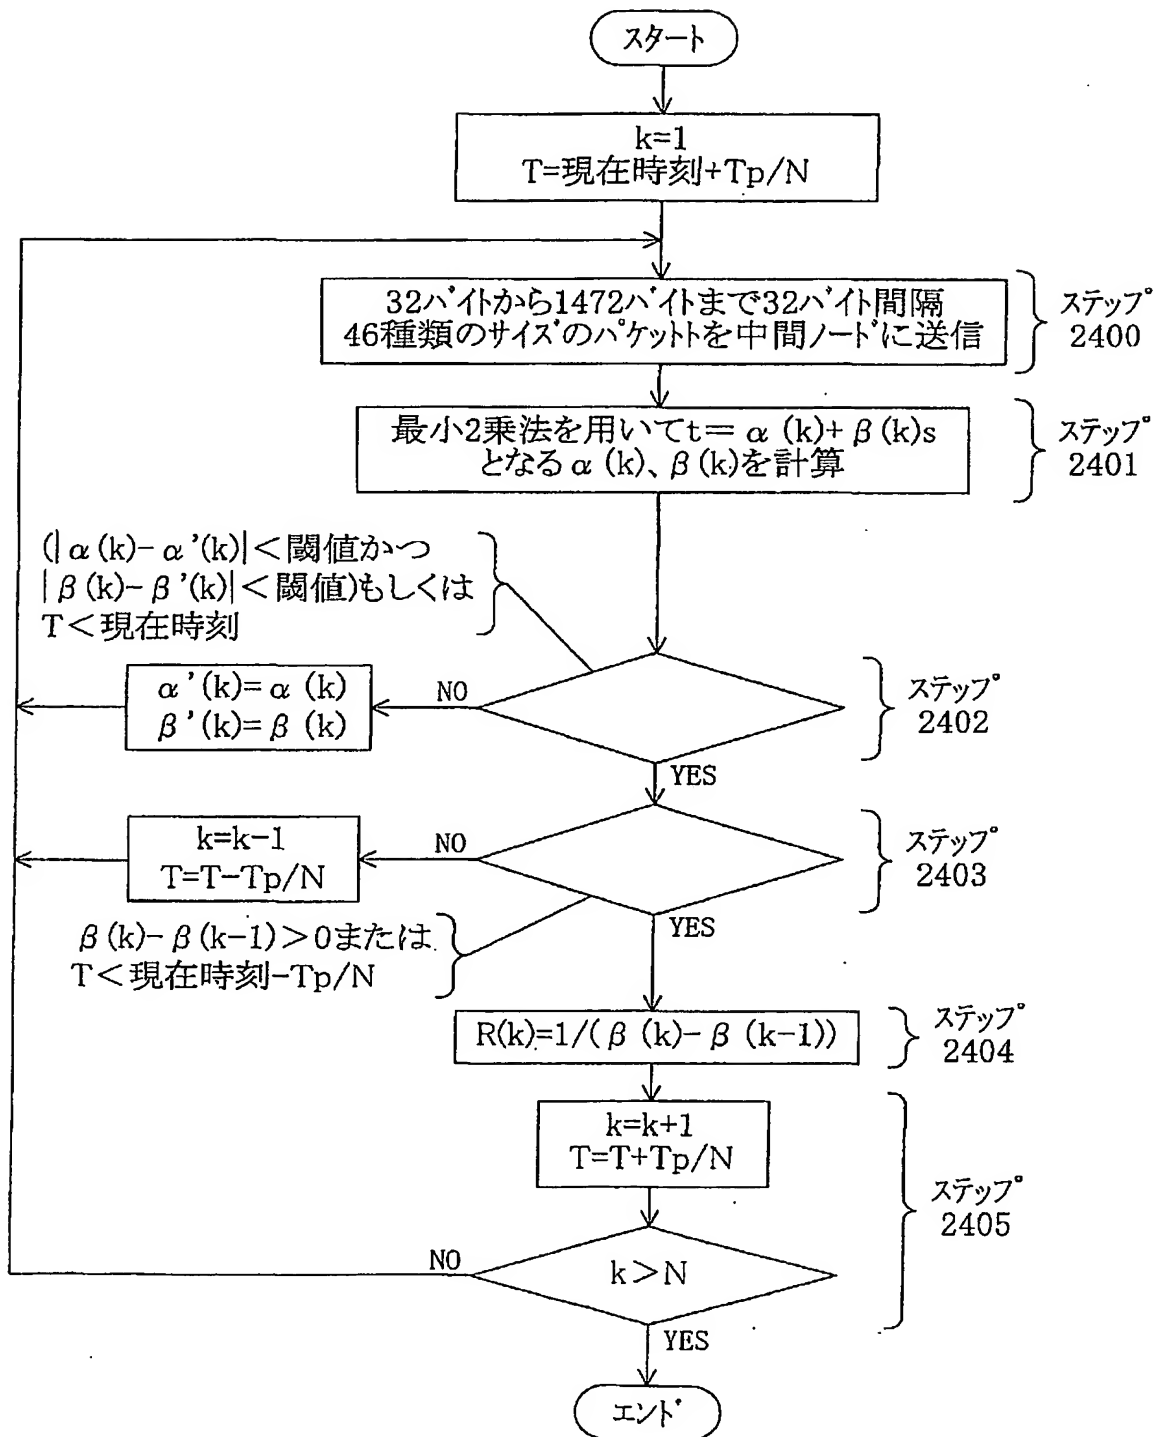 スタート
k=1
T=現在時刻+Tp/N
32バイトから1472バイトまで32バイト間隔
46種類のサイズのパケットトを中間ノードに送信
ステップ
2400
最小2乗法を用いてt= α (k)+ β (k)s
となる α (k)、β (k)を計算
ステップ
2401
(|α (k)- α '(k)|<閾値かつ
|β (k)- β '(k)|<閾値)もしくは
T<現在時刻
α '(k)= α (k)
β '(k)= β (k)
NO
ステップ
2402
YES
k=k-1
T=T-Tp/N
NO
ステップ
2403
YES
β (k)- β (k-1)>0または
T<現在時刻-Tp/N
R(k)=1/( β (k)- β (k-1))
ステップ
2404
k=k+1
T=T+Tp/N
ステップ
2405
NO
k>N
YES
エンド